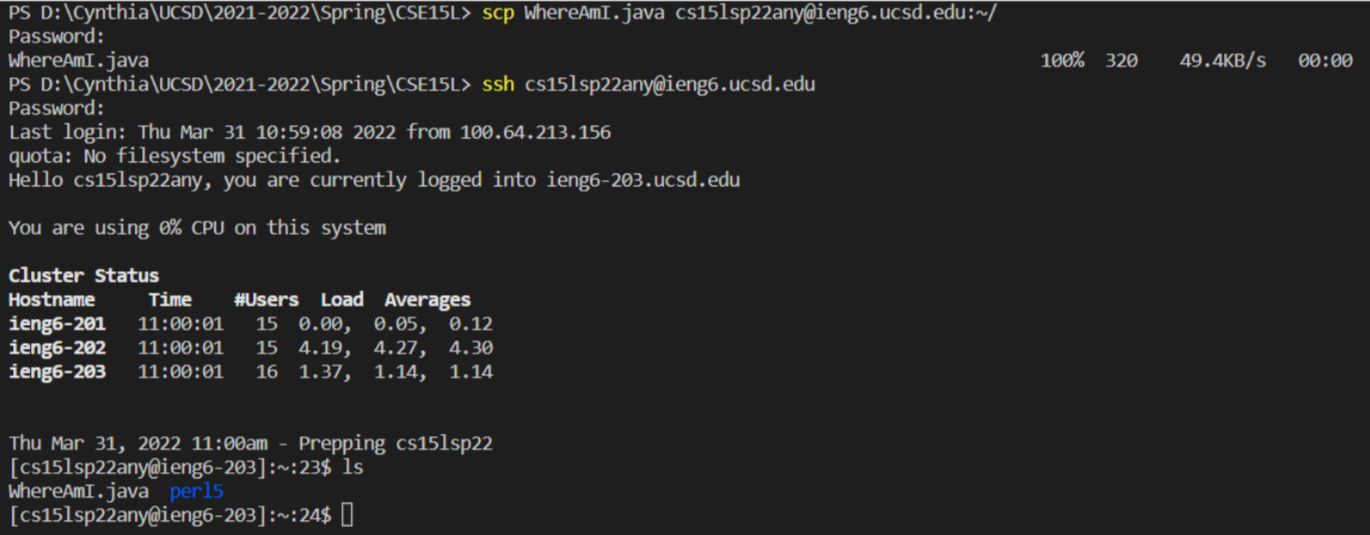 PS D:\Cynthia\UCSD\2021-2022\Spring\CSE15L> scp WhereAmI.java cs15lsp22any@ieng6.ucsd.edu:~/
Password:
WhereAmI.java 100% 320 49.4KB/s 00:00
PS D:\Cynthia\UCSD\2021-2022\Spring\CSE15L> ssh cs15lsp22any@ieng6.ucsd.edu
Password:
Last login: Thu Mar 31 10:59:08 2022 from 100.64.213.156
quota: No filesystem specified.
Hello cs15lsp22any, you are currently logged into ieng6-203.ucsd.edu
You are using 0% CPU on this system
Cluster Status
Hostname Time #Users Load Averages
ieng6-201 11:00:01 15 0.00, 0.05, 0.12
ieng6-202 11:00:01 15 4.19, 4.27, 4.30
ieng6-203 11:00:01 16 1.37, 1.14, 1.14
Thu Mar 31, 2022 11:00am - Prepping cs15lsp22
[cs15lsp22any@ieng6-203]:~:23$ ls
WhereAmI.java perl5
[cs15lsp22any@ieng6-203]:~:24$